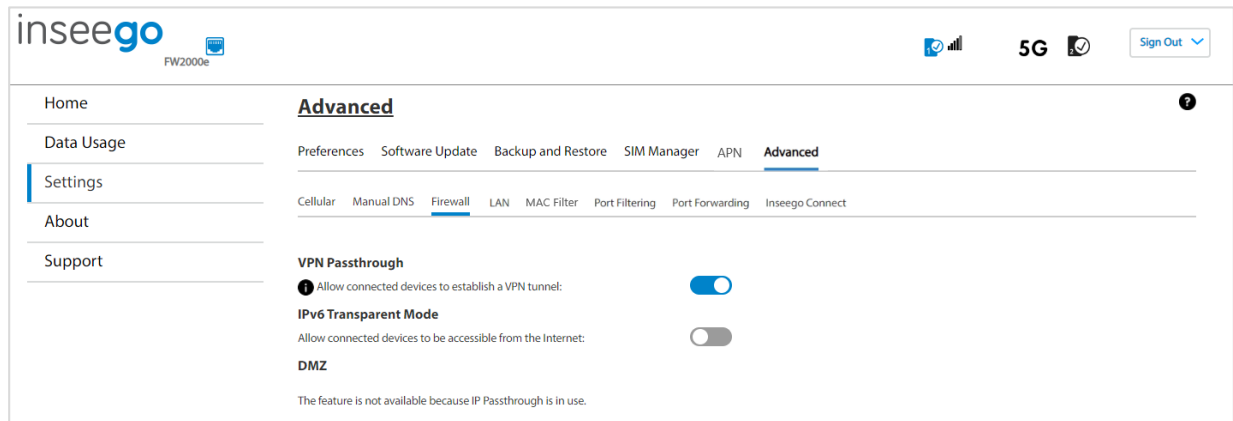 inseego
FW2000e
1
5G
2
Sign Out
Home
Data Usage
Settings
About
Support
Advanced
?
Preferences Software Update Backup and Restore SIM Manager APN Advanced
Cellular Manual DNS Firewall LAN MAC Filter Port Filtering Port Forwarding Inseego Connect
VPN Passthrough
i Allow connected devices to establish a VPN tunnel:
IPv6 Transparent Mode
Allow connected devices to be accessible from the Internet:
DMZ
The feature is not available because IP Passthrough is in use.